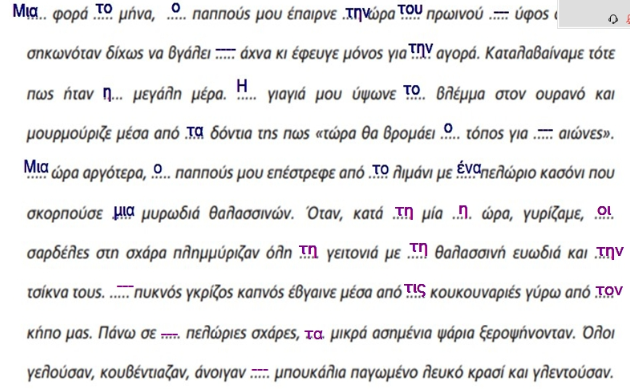 Μια... φορά το μήνα, ο... παππούς μου έπαιρνε την ώρα του πρωινού — ύφος
σηκωνόταν δίχως να βγάλει — άχνα κι έφευγε μόνος για την αγορά. Καταλαβαίναμε τότε
πως ήταν η... μεγάλη μέρα. Η... γιαγιά μου ύψωνε το... βλέμμα στον ουρανό και
μουρμούριζε μέσα από τα δόντια της πως «τώρα θα βρομάει ο... τόπος για — αιώνες».
Μια ώρα αργότερα, ο... παππούς μου επέστρεφε από το λιμάνι με ένα πελώριο κασόνι που
σκορπούσε μια μυρωδιά θαλασσινών. Όταν, κατά τη μία η... ώρα, γυρίζαμε, οι
σαρδέλες στη σχάρα πλημμύριζαν όλη τη γειτονιά με τη θαλασσινή ευωδιά και την
τσίκνα τους. — πυκνός γκρίζος καπνός έβγαινε μέσα από τις κουκουναριές γύρω από τον
κήπο μας. Πάνω σε — πελώριες σχάρες, τα μικρά ασημένια ψάρια ξεροψήνονταν. Όλοι
γελούσαν, κουβέντιαζαν, άνοιγαν — μπουκάλια παγωμένο λευκό κρασί και γλεντούσαν.